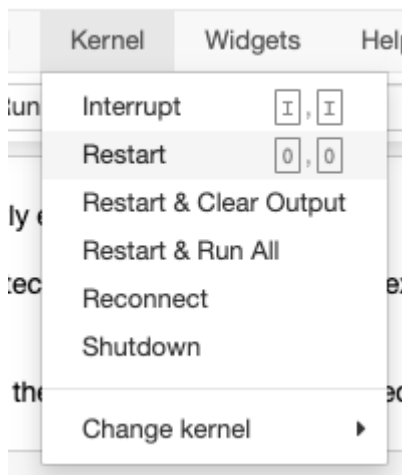 Kernel Widgets
Interrupt I, I
Restart 0, 0
Restart & Clear Output
Restart & Run All
Reconnect
Shutdown
Change kernel